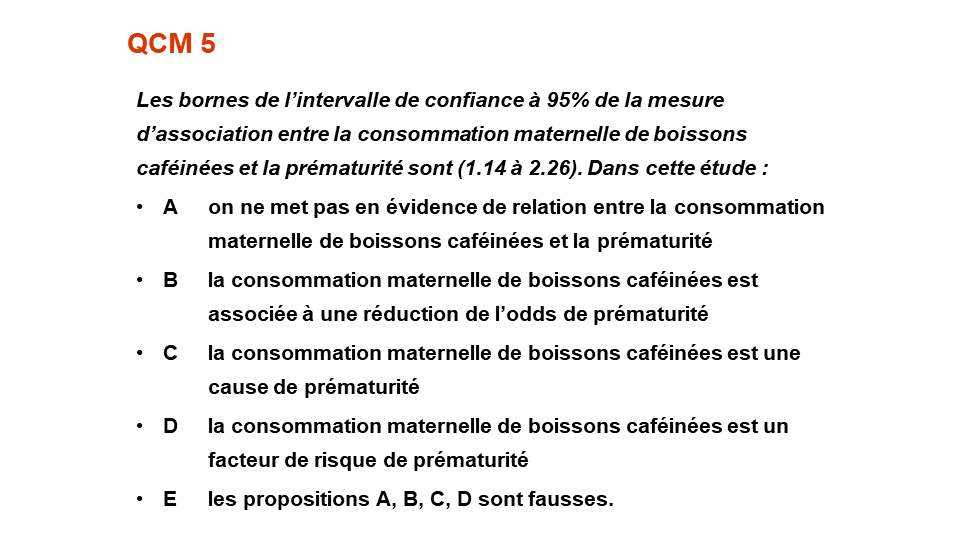 QCM 5
Les bornes de l’intervalle de confiance à 95% de la mesure
d’association entre la consommation maternelle de boissons
caféinées et la prématurité sont (1.14 à 2.26). Dans cette étude :
• A on ne met pas en évidence de relation entre la consommation
maternelle de boissons caféinées et la prématurité
• B la consommation maternelle de boissons caféinées est
associée à une réduction de l’odds de prématurité
• C la consommation maternelle de boissons caféinées est une
cause de prématurité
• D la consommation maternelle de boissons caféinées est un
facteur de risque de prématurité
• E les propositions A, B, C, D sont fausses.